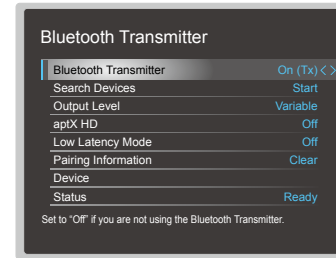 Bluetooth Transmitter
Bluetooth Transmitter On (Tx) < >
Search Devices Start
Output Level Variable
aptX HD Off
Low Latency Mode Off
Pairing Information Clear
Device
Status Ready
Set to “Off” if you are not using the Bluetooth Transmitter.